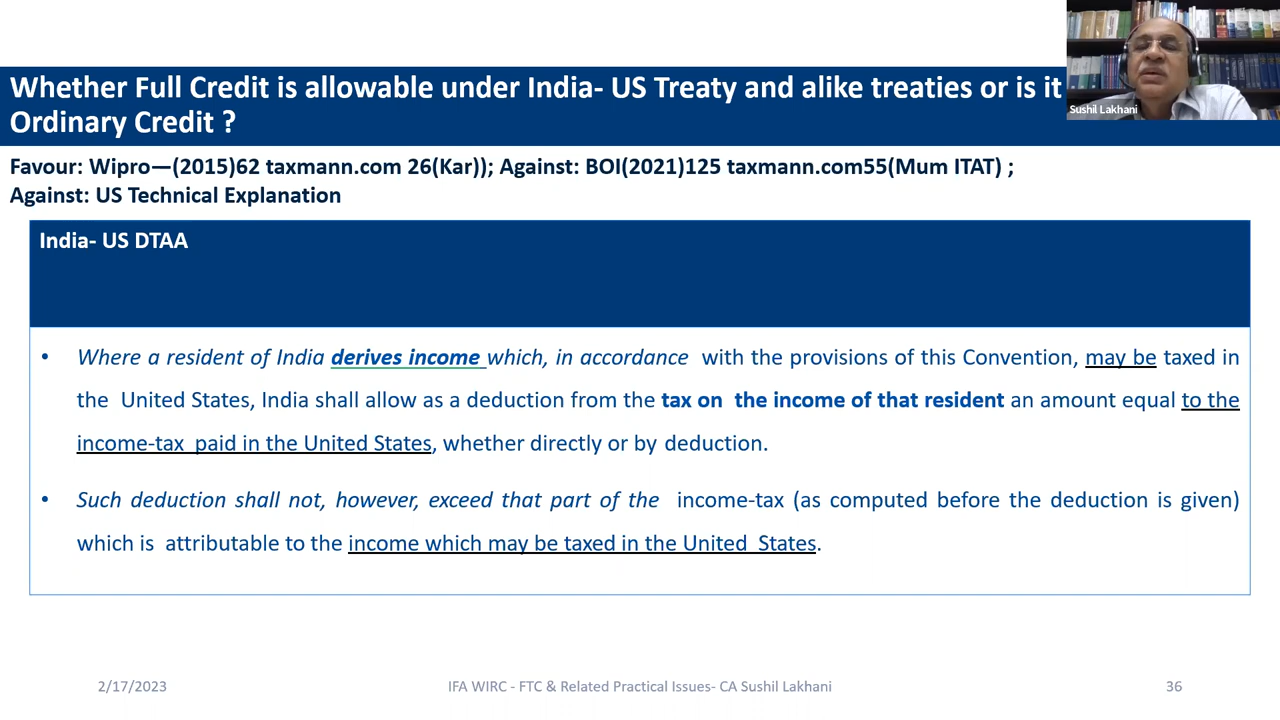 Whether Full Credit is allowable under India- US Treaty and alike treaties or is it
Ordinary Credit ?
Sushil Lakhani
Favour: Wipro—(2015)62 taxmann.com 26(Kar)); Against: BOI(2021)125 taxmann.com55(Mum ITAT) ;
Against: US Technical Explanation
India- US DTAA
• Where a resident of India derives income which, in accordance with the provisions of this Convention, may be taxed in
the United States, India shall allow as a deduction from the tax on the income of that resident an amount equal to the
income-tax paid in the United States, whether directly or by deduction.
• Such deduction shall not, however, exceed that part of the income-tax (as computed before the deduction is given)
which is attributable to the income which may be taxed in the United States.
2/17/2023
IFA WIRC - FTC & Related Practical Issues- CA Sushil Lakhani
36